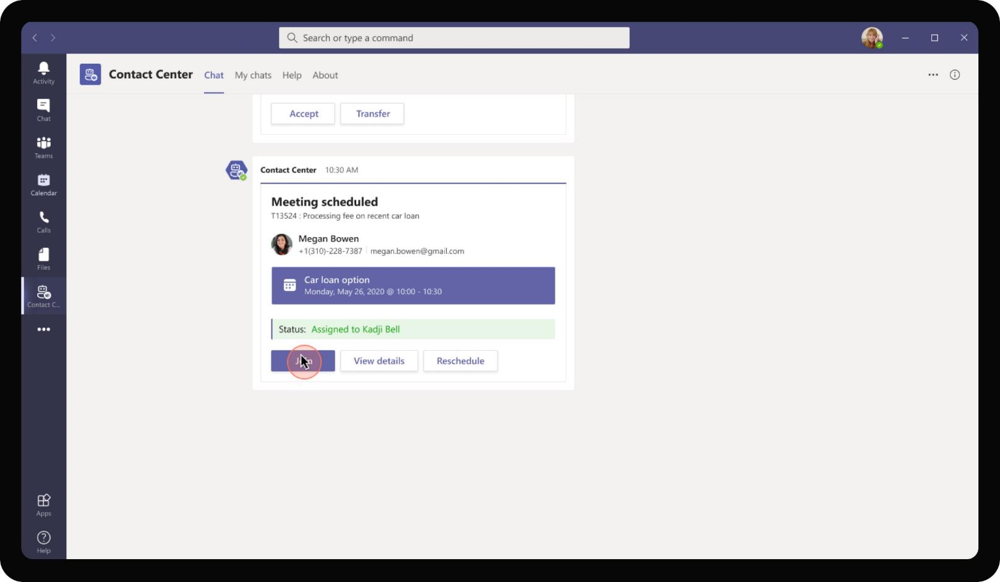 Search or type a command
Activity
Chat
Teams
Calendar
Calls
Files
Contact C...
Apps
Help
Contact Center
Chat
My chats
Help
About
Accept
Transfer
Contact Center 10:30 AM
Meeting scheduled
T13524 : Processing fee on recent car loan
Megan Bowen
+1(310)-228-7387 megan.bowen@gmail.com
Car loan option
Monday, May 26, 2020 @ 10:00 - 10:30
Status: Assigned to Kadji Bell
Join
View details
Reschedule